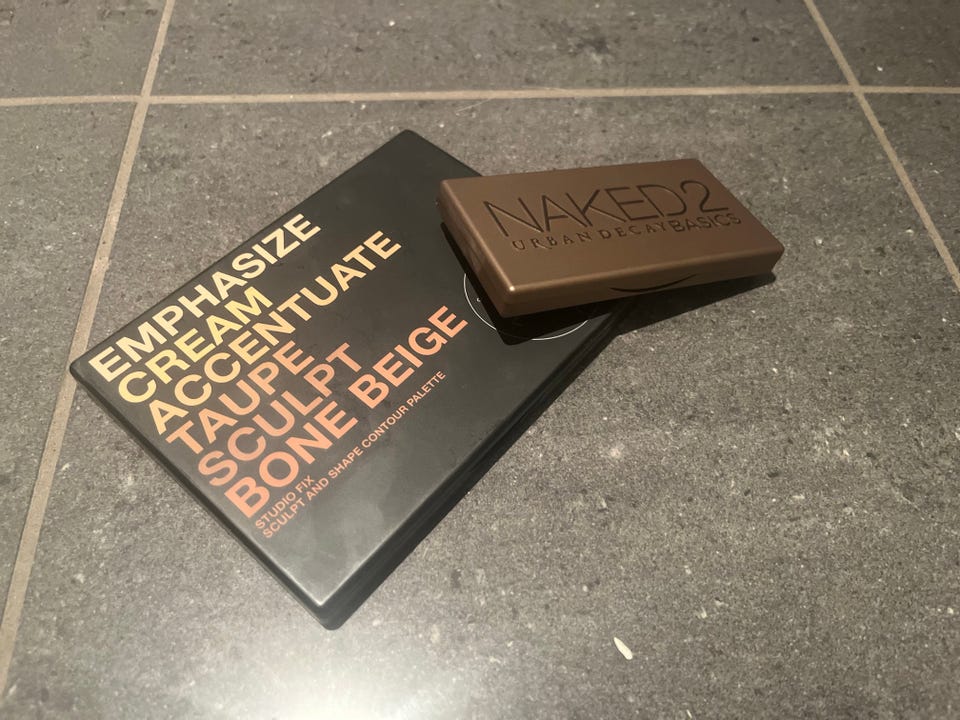 EMPHASIZE
CREAM
ACCENTUATE
TAUPE
SCULPT
BONE BEIGE
STUDIO FIX
SCULPT AND SHAPE CONTOUR PALETTE
NAKED2
URBAN DECAY BASICS